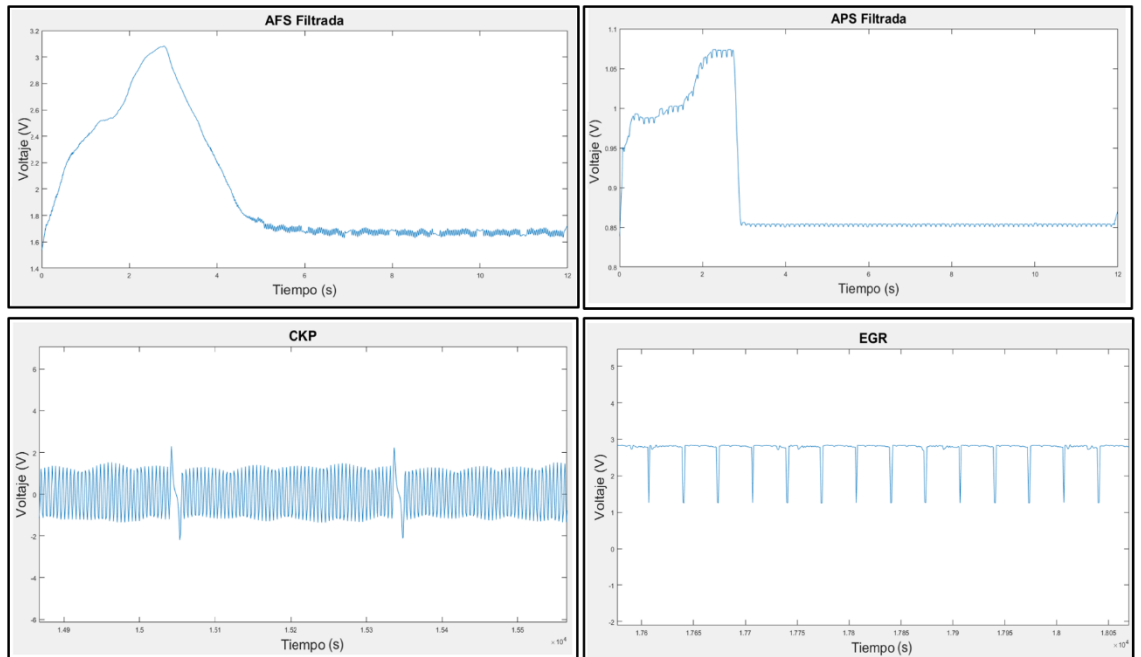 AFS Filtrada
3.2
3
2.8
2.6
2.4
2.2
2
1.8
1.6
1.4
Voltaje (V)
0 2 4 6 8 10 12
Tiempo (s)
APS Filtrada
1.1
1.05
1
0.95
0.9
0.85
0.8
Voltaje (V)
0 2 4 6 8 10 12
Tiempo (s)
CKP
6
4
2
0
-2
-4
-6
Voltaje (V)
1.49 1.5 1.51 1.52 1.53 1.54 1.55
Tiempo (s)
× 10⁴
EGR
5
4
3
2
1
0
-1
-2
Voltaje (V)
1.76 1.765 1.77 1.775 1.78 1.785 1.79 1.795 1.80 1.805
Tiempo (s)
× 10⁴